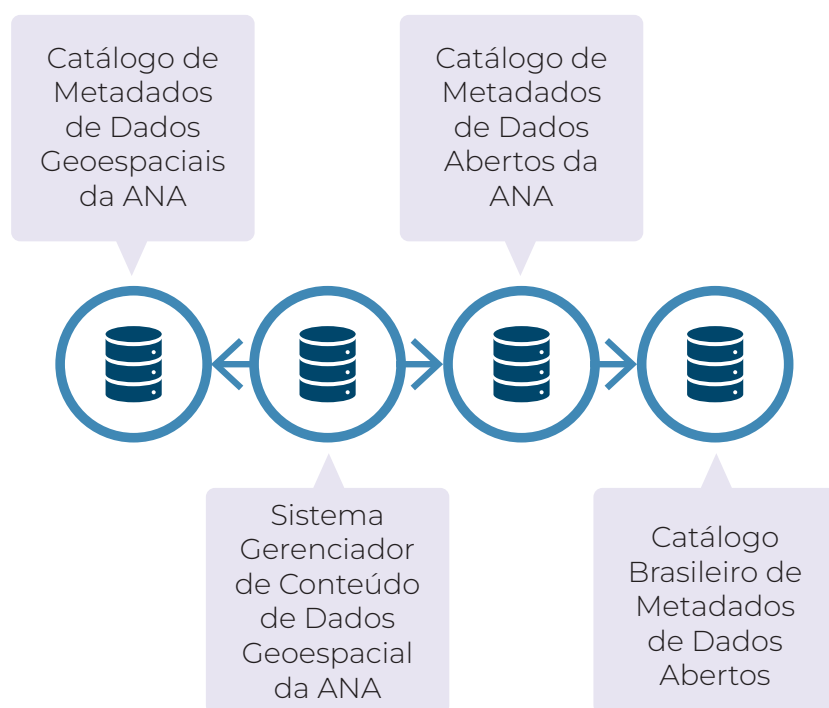 Catálogo de
Metadados
de Dados
Geoespaciais
da ANA
Catálogo de
Metadados
de Dados
Abertos da
ANA
Sistema
Gerenciador
de Conteúdo
de Dados
Geoespacial
da ANA
Catálogo
Brasileiro de
Metadados
de Dados
Abertos